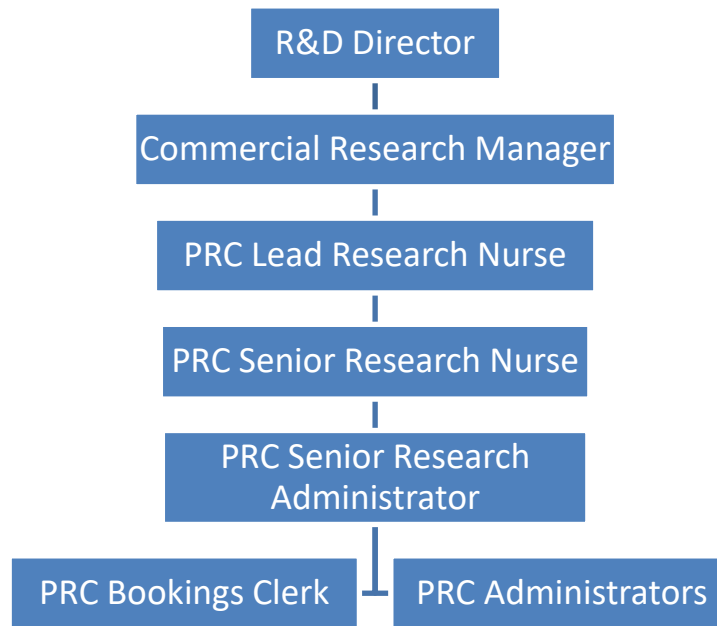 R&D Director
Commercial Research Manager
PRC Lead Research Nurse
PRC Senior Research Nurse
PRC Senior Research
Administrator
PRC Bookings Clerk
PRC Administrators